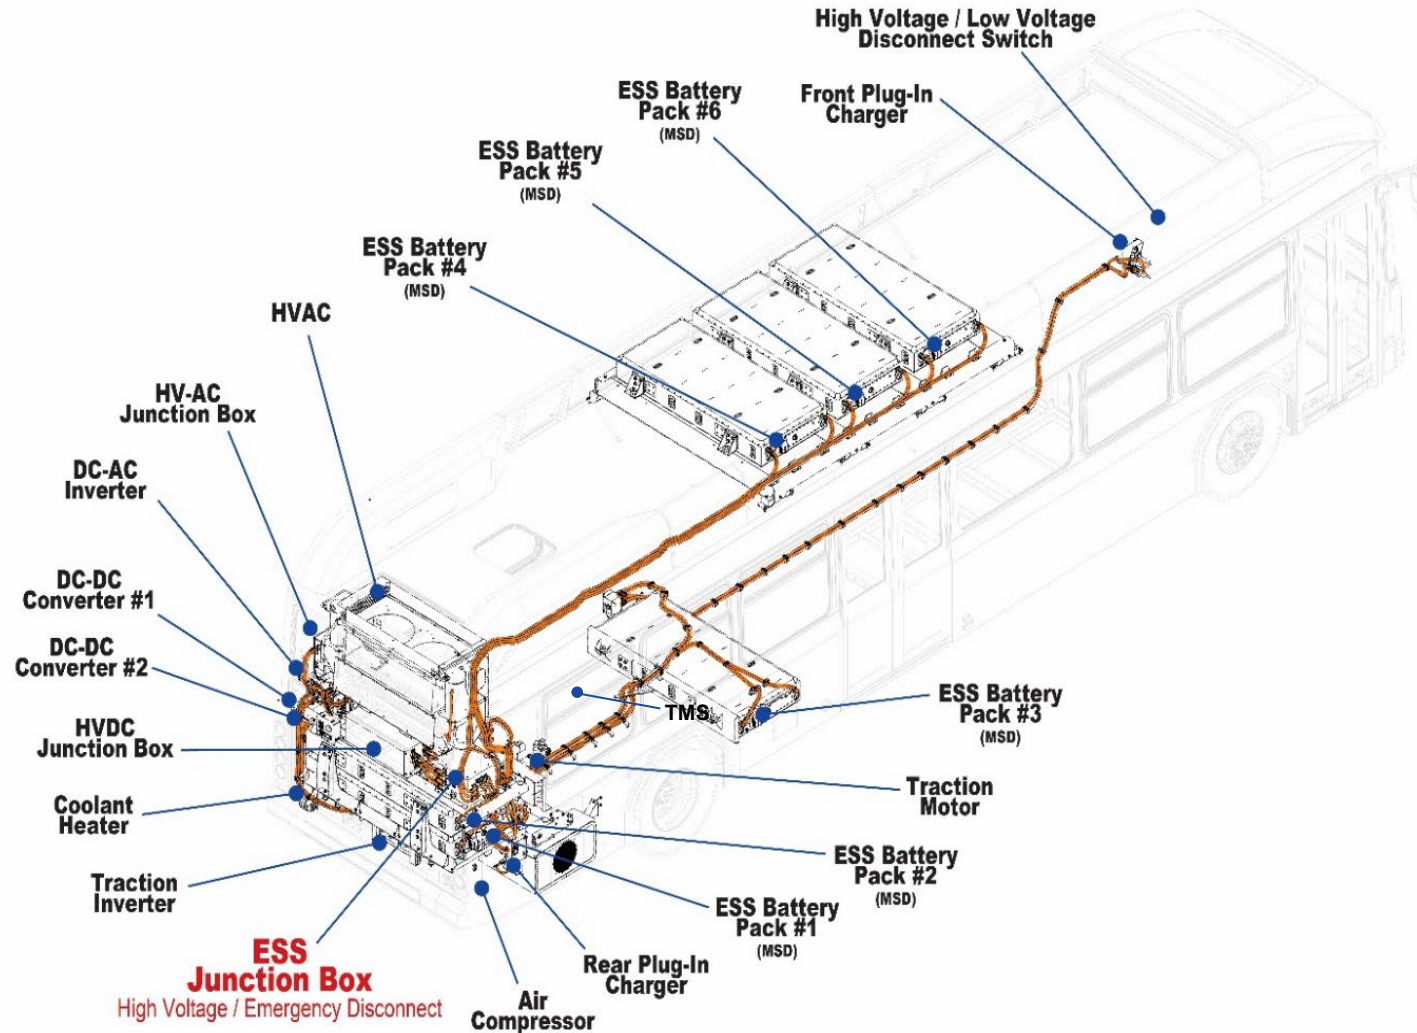 High Voltage / Low Voltage
Disconnect Switch
Front Plug-In
Charger
ESS Battery
Pack #6
(MSD)
ESS Battery
Pack #5
(MSD)
ESS Battery
Pack #4
(MSD)
HVAC
HV-AC
Junction Box
DC-AC
Inverter
DC-DC
Converter #1
DC-DC
Converter #2
HVDC
Junction Box
Coolant
Heater
Traction
Inverter
ESS
Junction Box
High Voltage / Emergency Disconnect
Air
Compressor
Rear Plug-In
Charger
ESS Battery
Pack #1
(MSD)
ESS Battery
Pack #2
(MSD)
Traction
Motor
ESS Battery
Pack #3
(MSD)
TMS